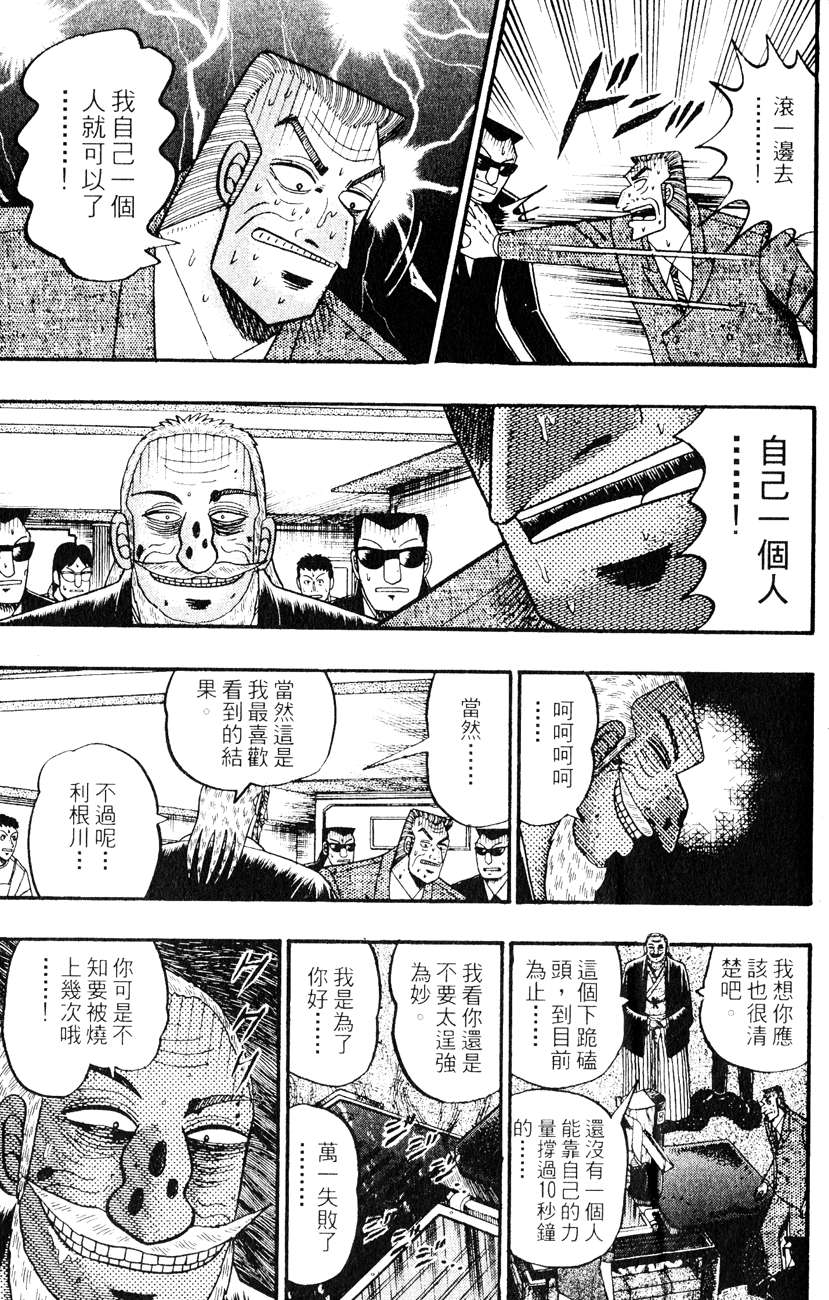 滾一邊去
……！
ドン
我自己一個
人就可以了
……！
自己一個人
……！
呵呵呵呵
……
當然……
當然這是
我最喜歡
看到的結
果。
不過呢…
利根川…
我想你應
該也很清
楚吧。
這個下跪磕
頭，到目前
為止……
還沒有一個人
能靠自己的力
量撐過10秒鐘
的……
我看你還是
不要太逞強
為妙。
我是為了
你好……
萬一失敗了
……
你可是不
知要被燒
上幾次哦
……！